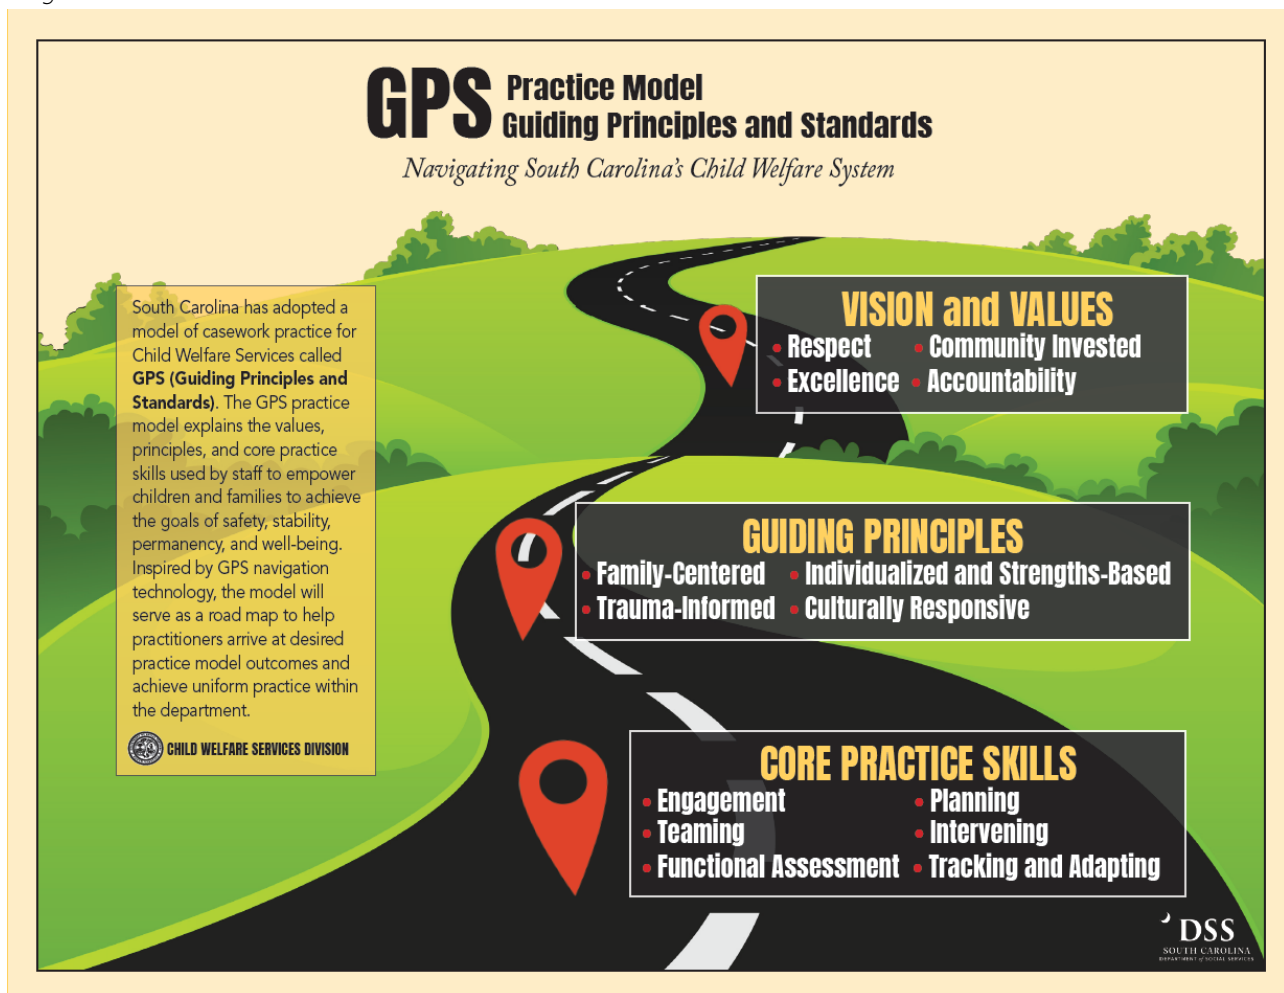 GPS Practice Model
Guiding Principles and Standards
Navigating South Carolina's Child Welfare System
South Carolina has adopted a
model of casework practice for
Child Welfare Services called
GPS (Guiding Principles and
Standards). The GPS practice
model explains the values,
principles, and core practice
skills used by staff to empower
children and families to achieve
the goals of safety, stability,
permanency, and well-being.
Inspired by GPS navigation
technology, the model will
serve as a road map to help
practitioners arrive at desired
practice model outcomes and
achieve uniform practice within
the department.
CHILD WELFARE SERVICES DIVISION
VISION and VALUES
• Respect • Community Invested
• Excellence • Accountability
GUIDING PRINCIPLES
• Family-Centered • Individualized and Strengths-Based
• Trauma-Informed • Culturally Responsive
CORE PRACTICE SKILLS
• Engagement • Planning
• Teaming • Intervening
• Functional Assessment • Tracking and Adapting
DSS
SOUTH CAROLINA
DEPARTMENT of SOCIAL SERVICES